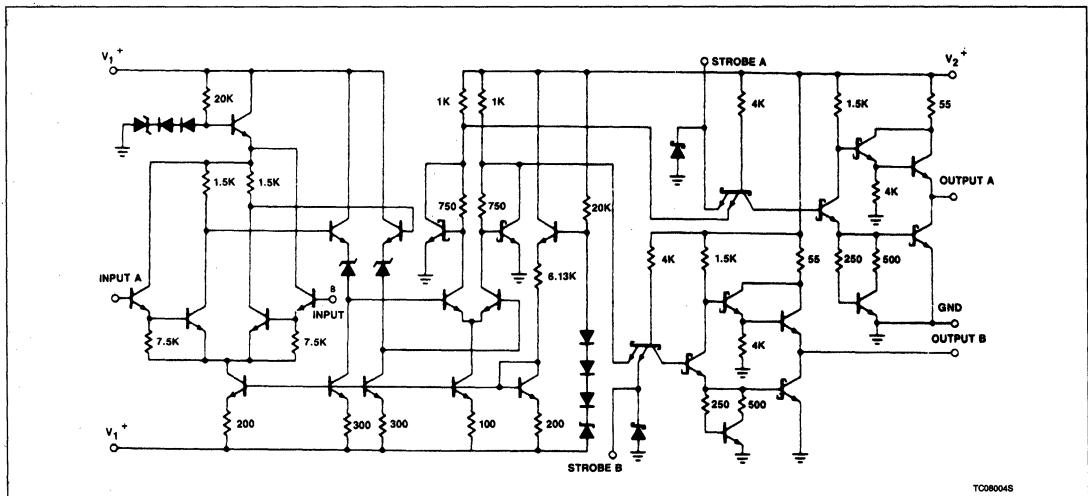 V1+
STROBE A
V2+
20K
1K
1K
4K
1.5K
55
1.5K
1.5K
4K
OUTPUT A
750
750
20K
INPUT A
B
INPUT
6.13K
4K
1.5K
55
250
500
GND
OUTPUT B
7.5K
7.5K
4K
200
300
300
100
200
250
500
V1+
STROBE B
TC08004S